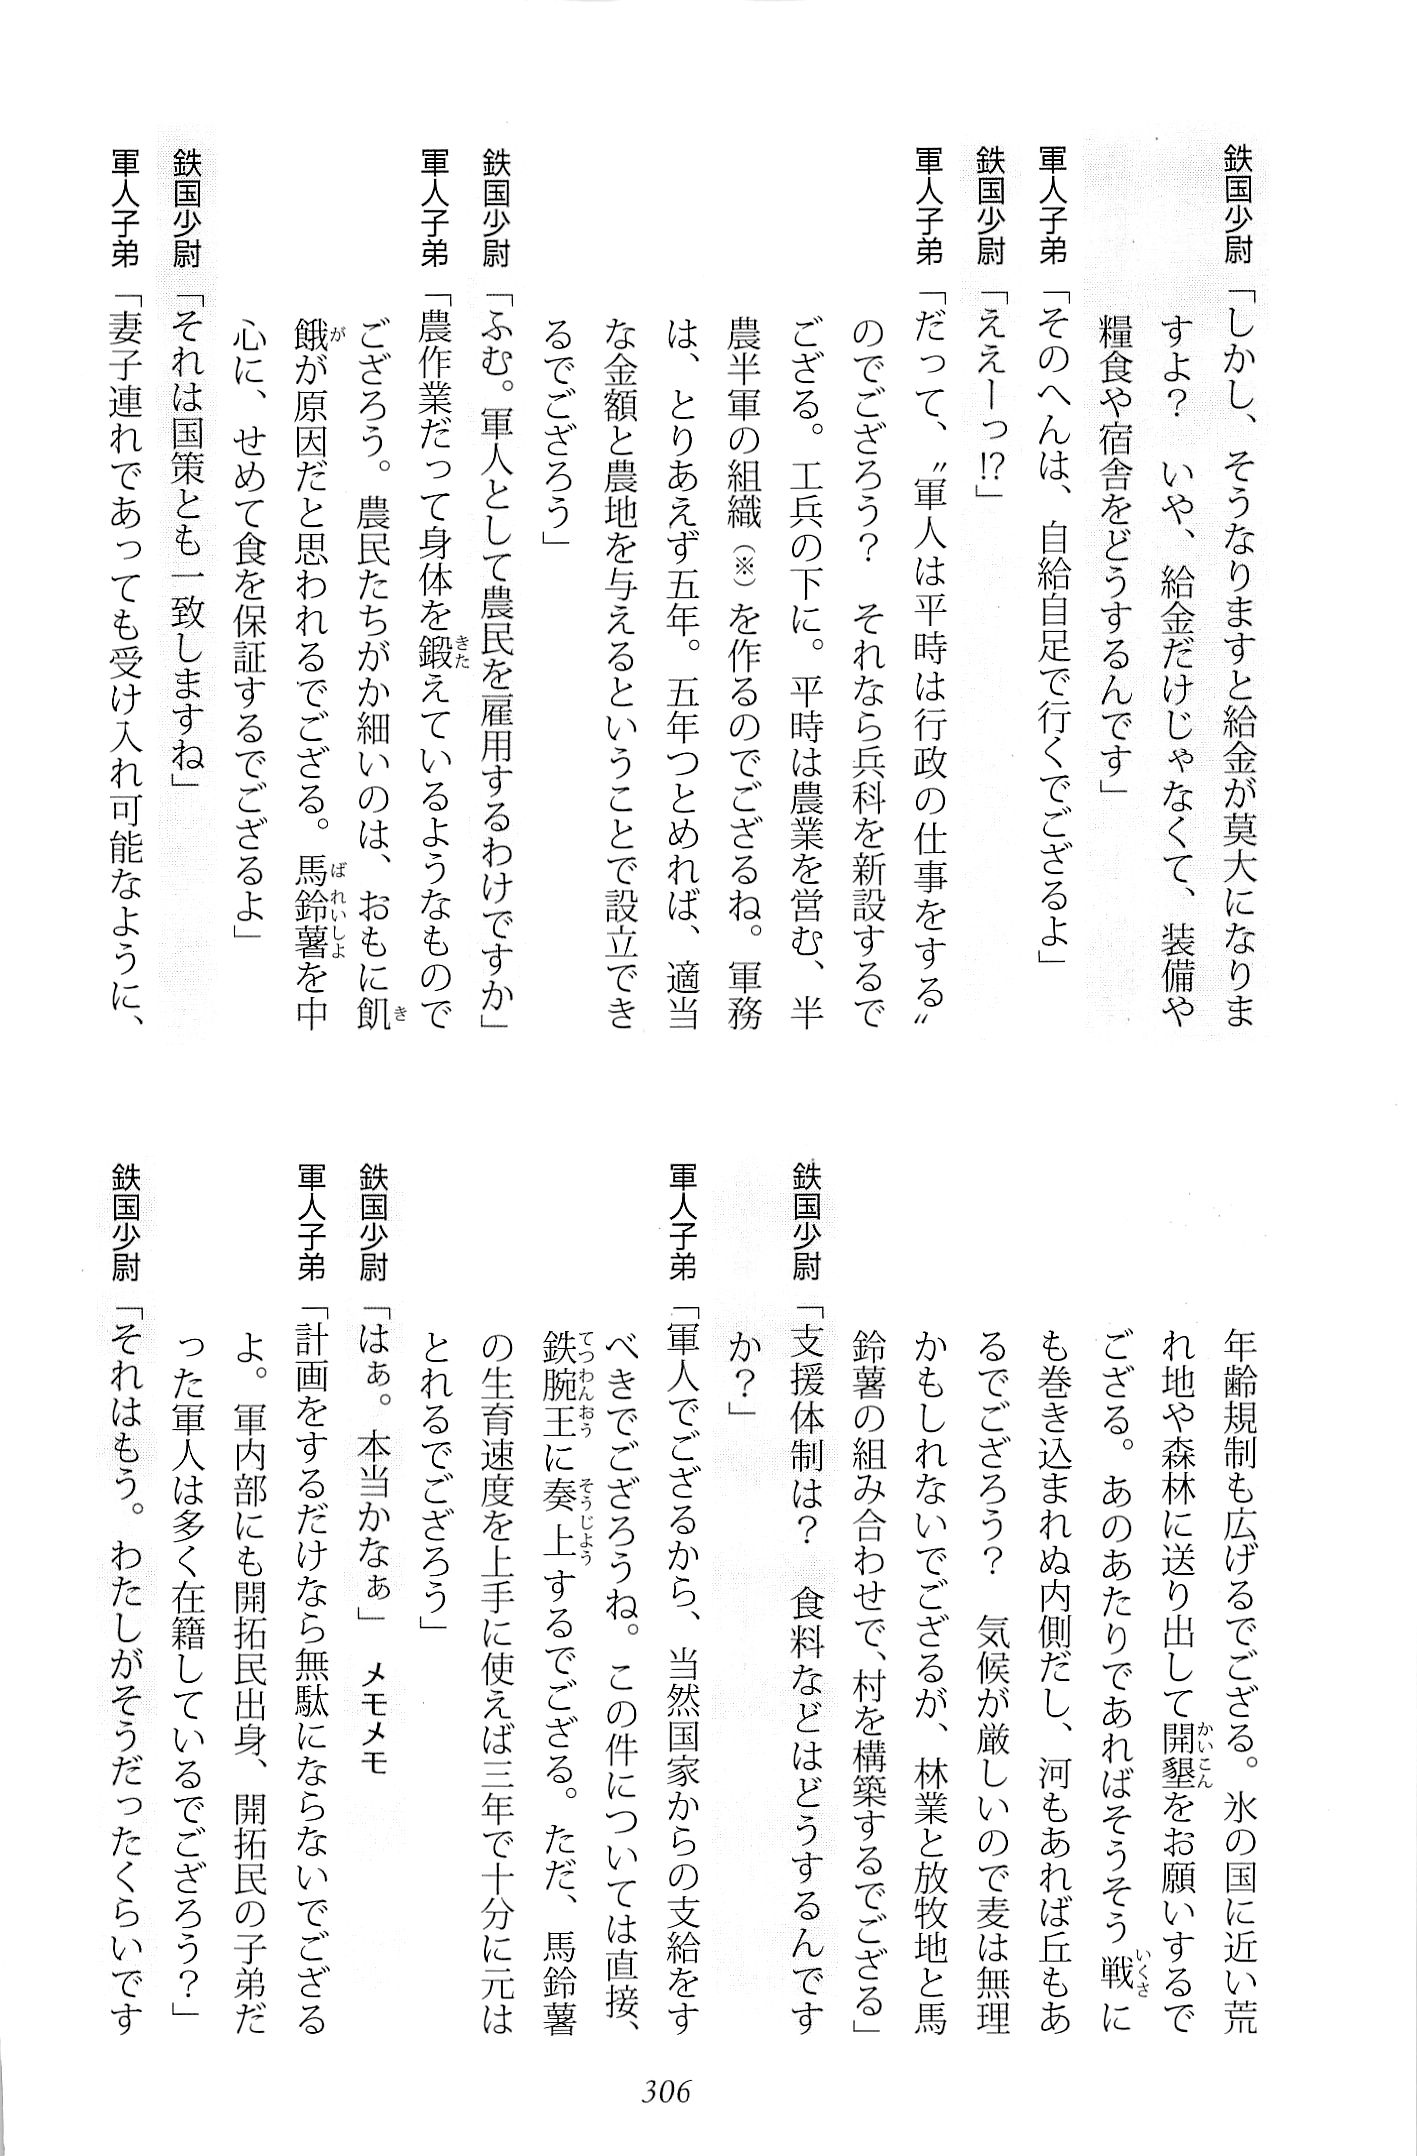 鉄国少尉「しかし、そうなりますと給金が莫大になりま
すよ？　いや、給金だけじゃなくて、装備や
糧食や宿舎をどうするんです」
軍人子弟「そのへんは、自給自足で行くでござるよ」
鉄国少尉「ええーっ!?」
軍人子弟「だって、〝軍人は平時は行政の仕事をする〟
のでござろう？　それなら兵科を新設するで
ござる。工兵の下に。平時は農業を営む、半
農半軍の組織（※）を作るのでござるね。軍務
は、とりあえず五年。五年つとめれば、適当
な金額と農地を与えるということで設立でき
るでござろう」
鉄国少尉「ふむ。軍人として農民を雇用するわけですか」
軍人子弟「農作業だって身体を鍛えているようなもので
ござろう。農民たちがか細いのは、おもに飢
餓が原因だと思われるでござる。馬鈴薯を中
心に、せめて食を保証するでござるよ」
鉄国少尉「それは国策とも一致しますね」
軍人子弟「妻子連れであっても受け入れ可能なように、
年齢規制も広げるでござる。氷の国に近い荒
れ地や森林に送り出して開墾をお願いするで
ござる。あのあたりであればそうそう戦に
も巻き込まれぬ内側だし、河もあれば丘もあ
るでござろう？　気候が厳しいので麦は無理
かもしれないでござるが、林業と放牧地と馬
鈴薯の組み合わせで、村を構築するでござる」
鉄国少尉「支援体制は？　食料などはどうするんです
か？」
軍人子弟「軍人でござるから、当然国家からの支給をす
べきでござろうね。この件については直接、
鉄腕王に奏上するでござる。ただ、馬鈴薯
の生育速度を上手に使えば三年で十分に元は
とれるでござろう」
鉄国少尉「はぁ。本当かなぁ」　メモメモ
軍人子弟「計画をするだけなら無駄にならないでござる
よ。軍内部にも開拓民出身、開拓民の子弟だ
った軍人は多く在籍しているでござろう？」
鉄国少尉「それはもう。わたしがそうだったくらいです
306